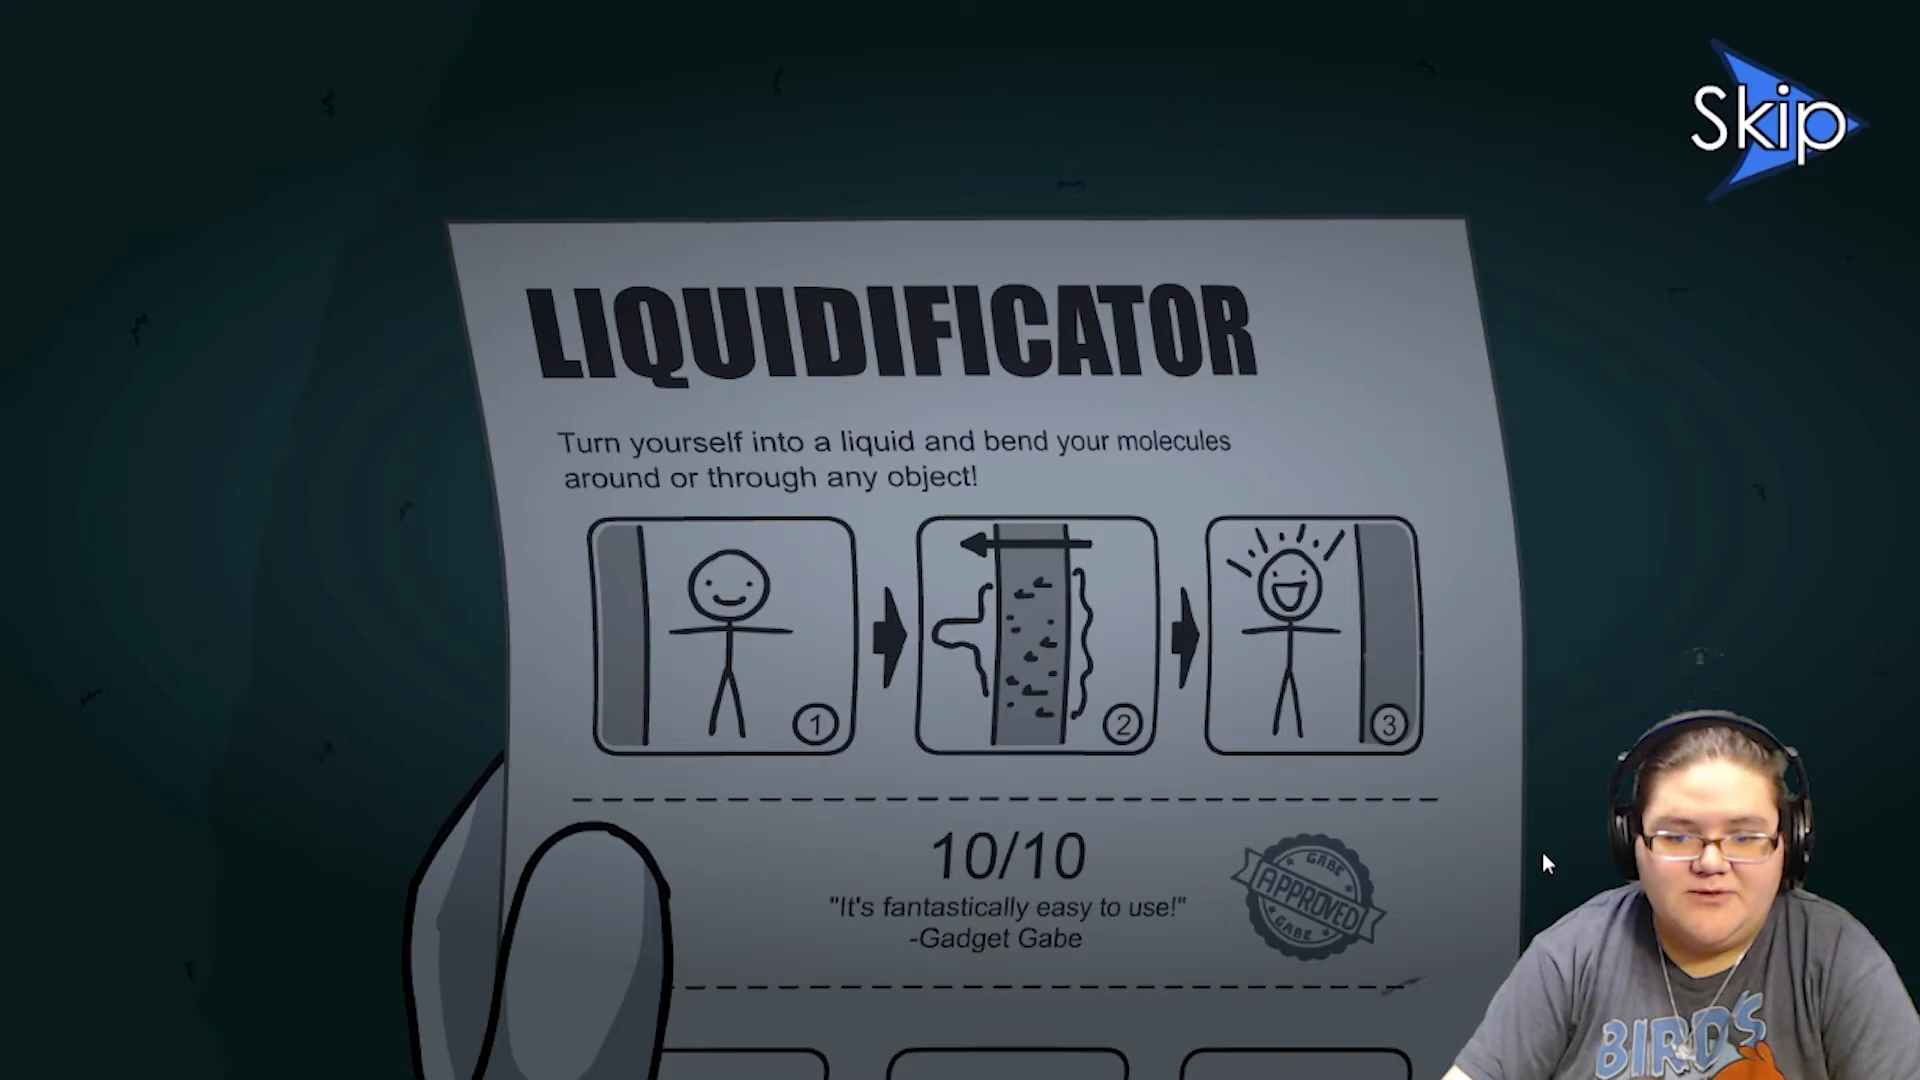 Skip
LIQUIDIFICATOR
Turn yourself into a liquid and bend your molecules
around or through any object!
1
2
3
10/10
"It's fantastically easy to use!"
-Gadget Gabe
GABE
APPROVED
GABE
BIRDS